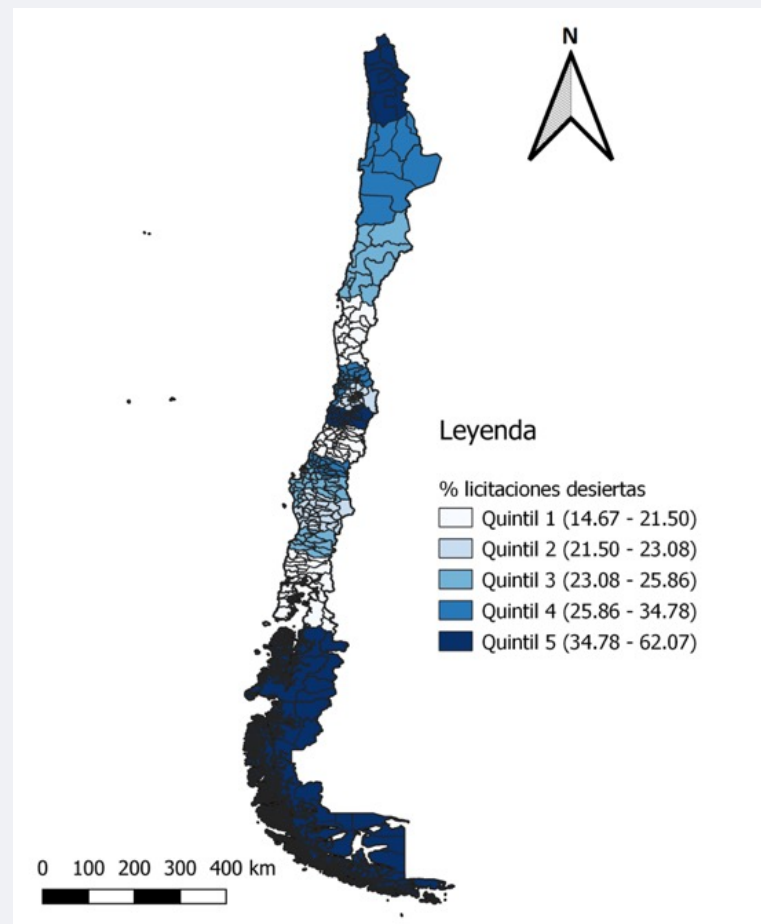 N
Leyenda
% licitaciones desiertas
Quintil 1 (14.67 - 21.50)
Quintil 2 (21.50 - 23.08)
Quintil 3 (23.08 - 25.86)
Quintil 4 (25.86 - 34.78)
Quintil 5 (34.78 - 62.07)
0 100 200 300 400 km